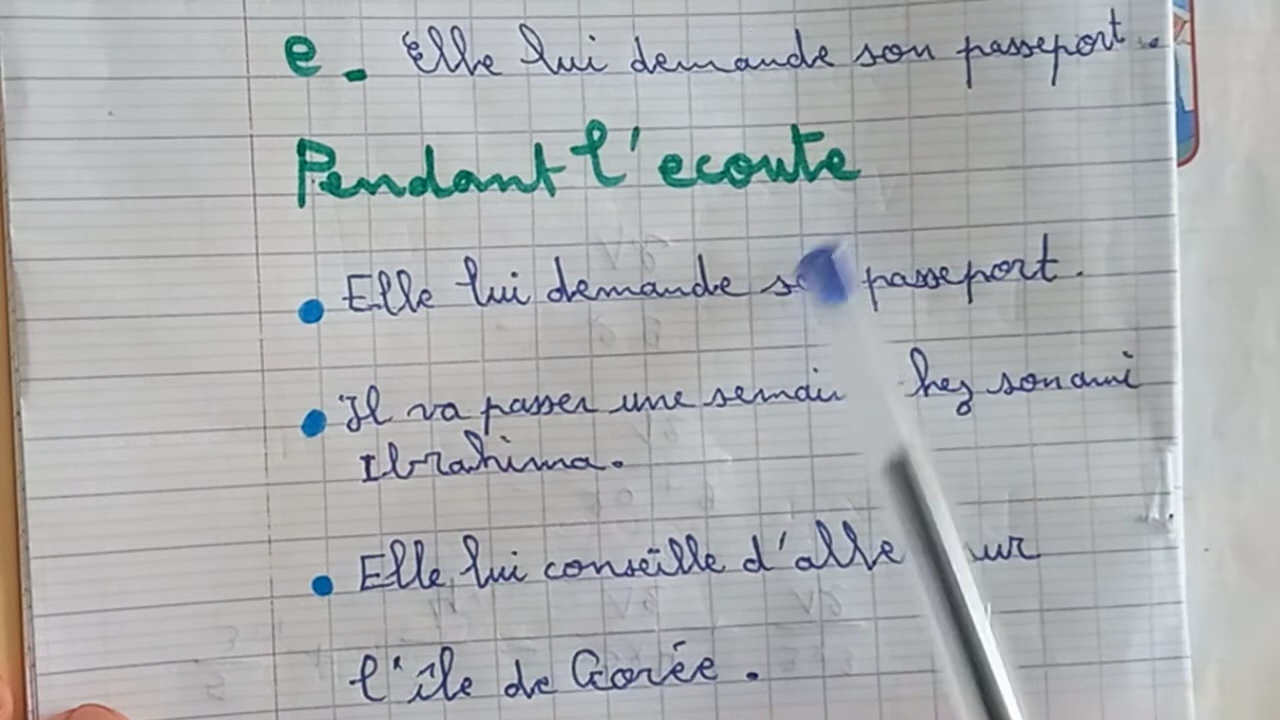 e. Elle lui demande son passeport.
Pendant l'ecoute
• Elle lui demande passeport.
• Il va passer une son ami
Ibrahima.
• Elle lui conseille d'aller
l'île de Gorée.